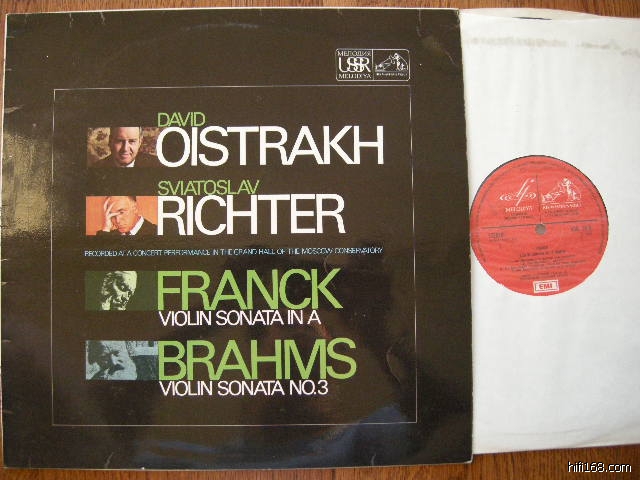 МЕЛОДИЯ
USSR
MELODIYA
DAVID
OISTRAKH
SVIATOSLAV
RICHTER
RECORDED AT A CONCERT PERFORMANCE IN THE GRAND HALL OF THE MOSCOW CONSERVATORY
FRANCK
VIOLIN SONATA IN A
BRAHMS
VIOLIN SONATA NO.3
MELODIYA
EMI
hifi168.com